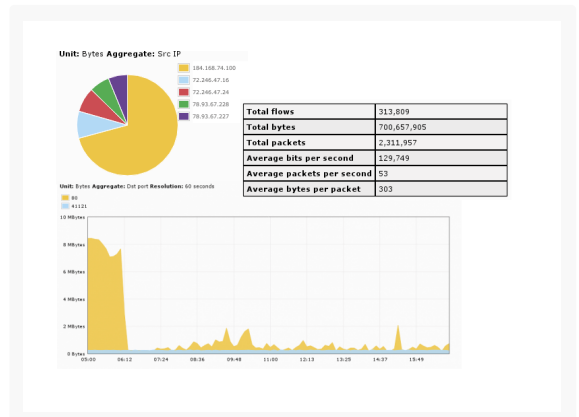 Unit: Bytes Aggregate: Src IP
184.168.74.100
72.246.47.16
72.246.47.24
78.93.67.228
78.93.67.227
Total flows 313,809
Total bytes 700,657,905
Total packets 2,311,957
Average bits per second 129,749
Average packets per second 53
Average bytes per packet 303
Unit: Bytes Aggregate: Dst port Resolution: 60 seconds
80
41121
10 MBytes
8 MBytes
6 MBytes
4 MBytes
2 MBytes
0 Bytes
05:00 06:12 07:24 08:36 09:48 11:00 12:13 13:25 14:37 15:49